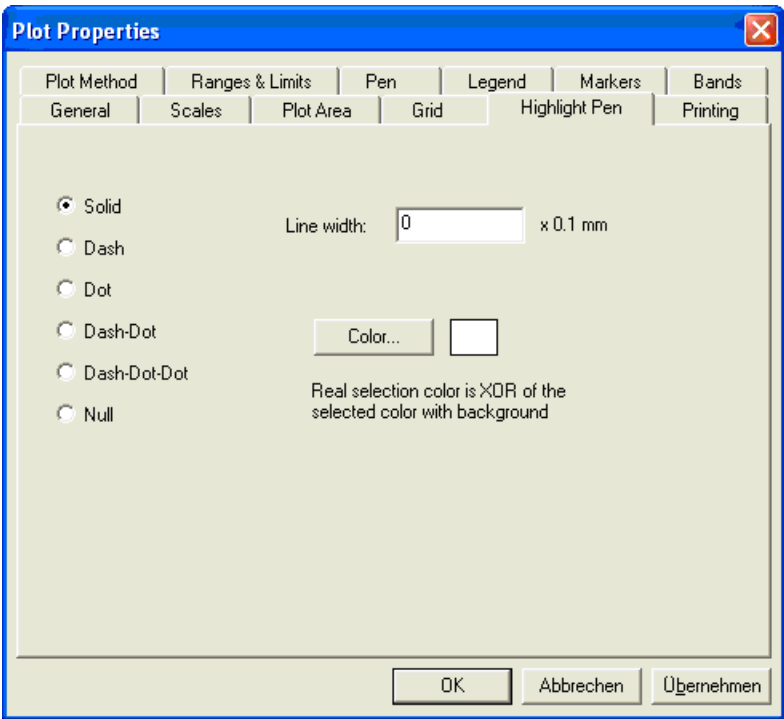 Plot Properties
Plot Method Ranges & Limits Pen Legend Markers Bands
General Scales Plot Area Grid Highlight Pen Printing
Solid
Line width: 0 x 0.1 mm
Dash
Dot
Dash-Dot
Color...
Dash-Dot-Dot
Real selection color is XOR of the
selected color with background
Null
OK Abbrechen Übernehmen